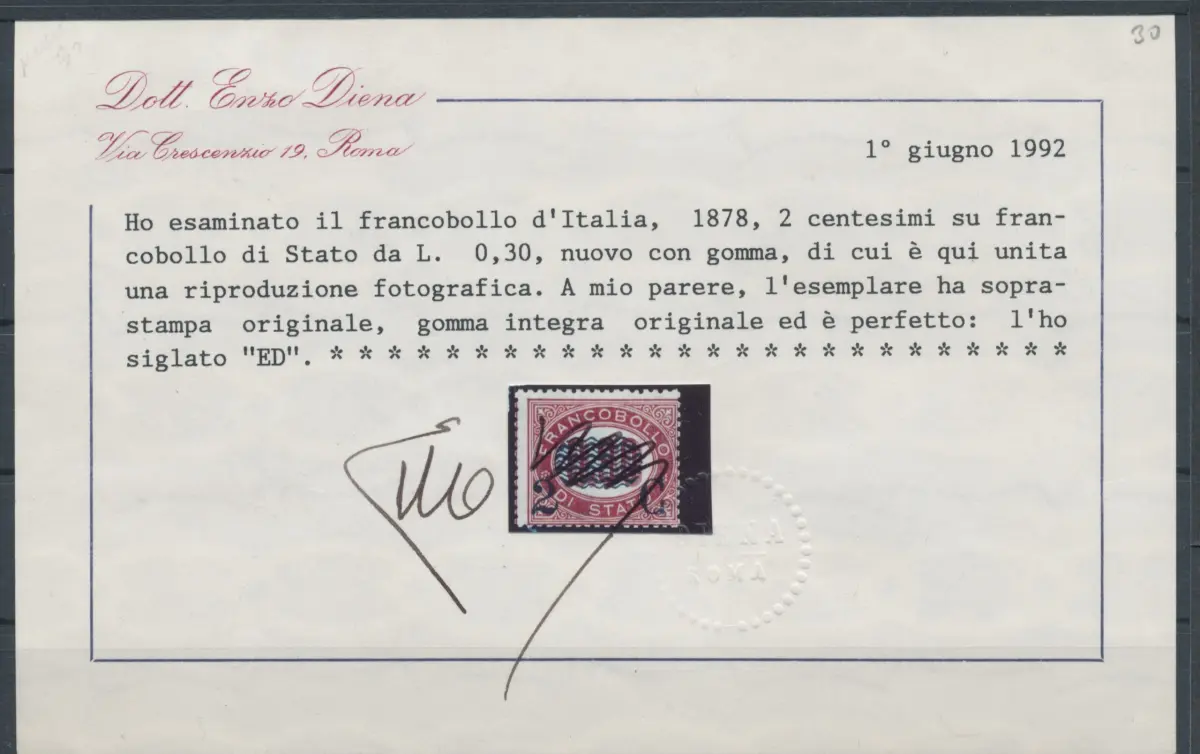 30
Dott. Enzo Diena
Via Crescenzio 19, Roma
1° giugno 1992
Ho esaminato il francobollo d'Italia, 1878, 2 centesimi su fran-
cobollo di Stato da L. 0,30, nuovo con gomma, di cui è qui unita
una riproduzione fotografica. A mio parere, l'esemplare ha sopra-
stampa originale, gomma integra originale ed è perfetto: l'ho
siglato "ED". * * * * * * * * * * * * * * * * * * * * * * * * * *
FRANCOBOLLO
2 C
DI STATO